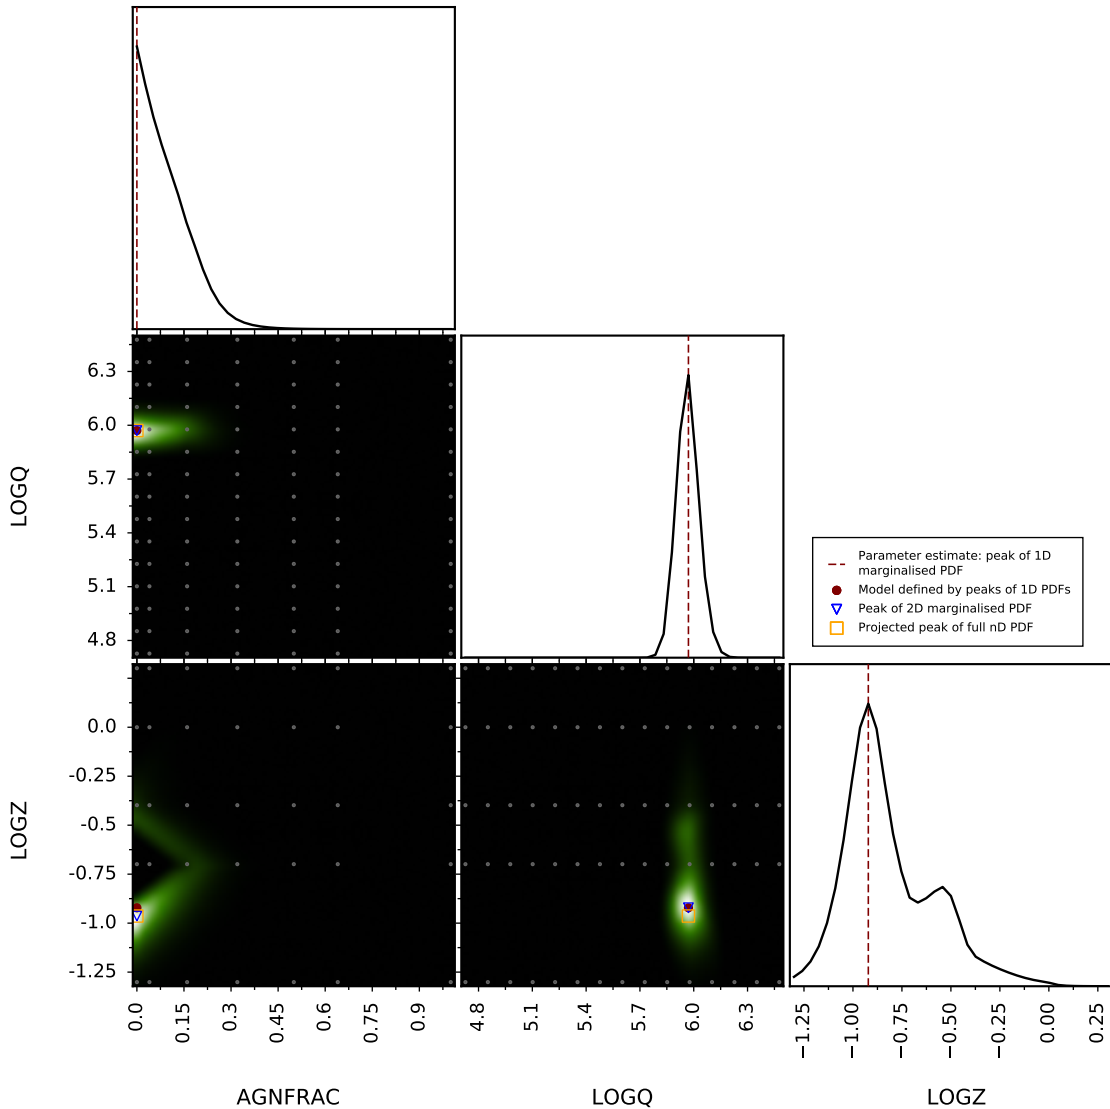 LOGQ
6.3
6.0
5.7
5.4
5.1
4.8
Parameter estimate: peak of 1D
marginalised PDF
Model defined by peaks of 1D PDFs
Peak of 2D marginalised PDF
Projected peak of full nD PDF
LOGZ
0.0
-0.25
-0.5
-0.75
-1.0
-1.25
0.0 0.15 0.3 0.45 0.6 0.75 0.9
4.8 5.1 5.4 5.7 6.0 6.3
−1.25 −1.00 −0.75 −0.50 −0.25 0.00 0.25
AGNFRAC LOGQ LOGZ